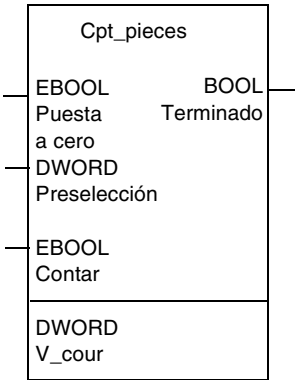 Cpt_pieces
EBOOL BOOL
Puesta Terminado
a cero
DWORD
Preselección
EBOOL
Contar
DWORD
V_cour